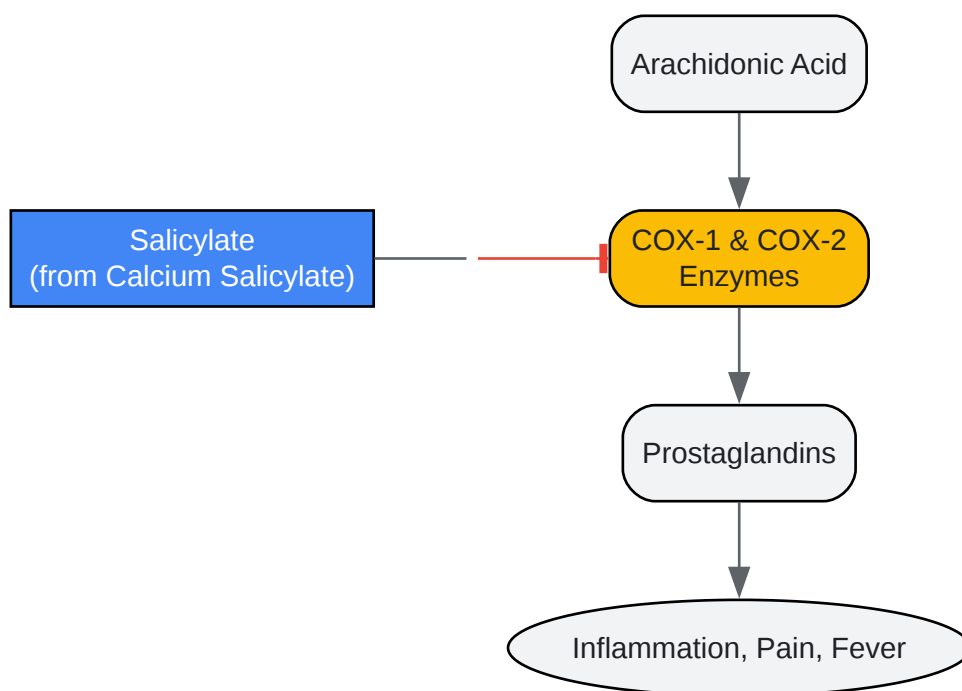 Arachidonic Acid
Salicylate
(from Calcium Salicylate)
COX-1 & COX-2
Enzymes
Prostaglandins
Inflammation, Pain, Fever